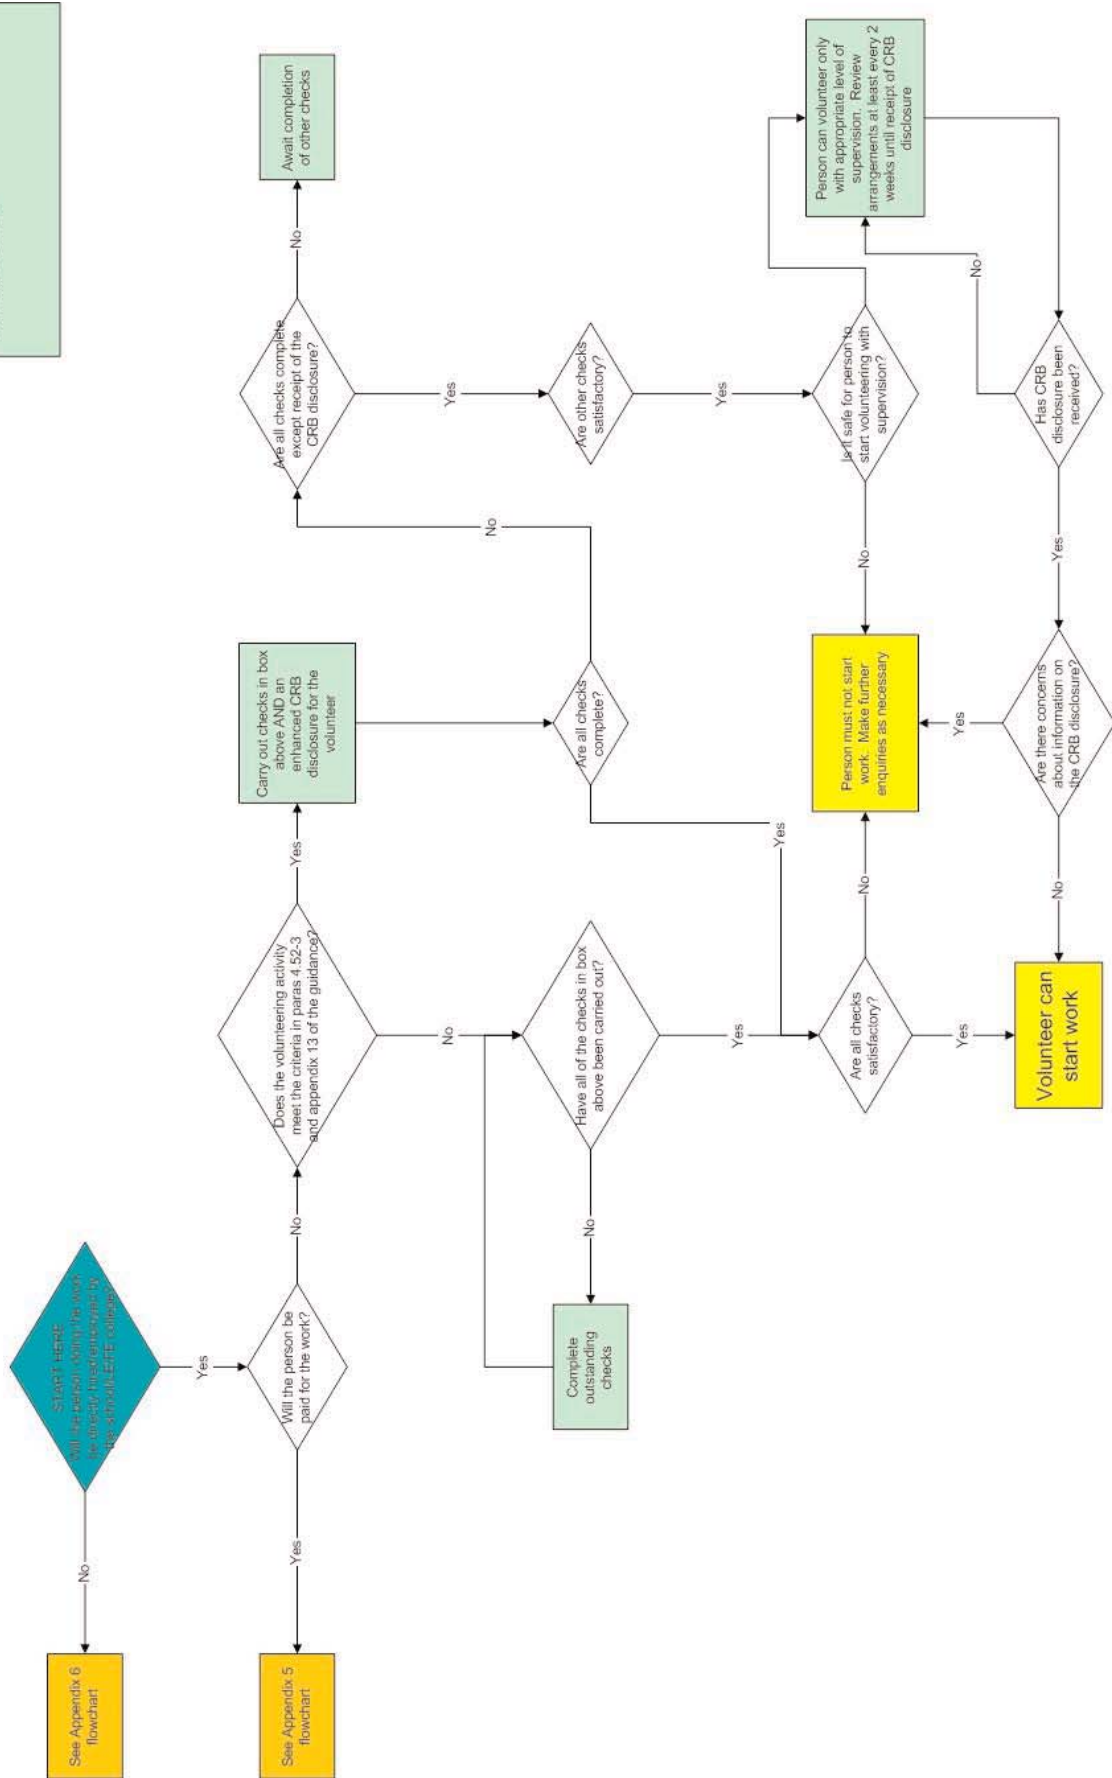 START HERE
Will the person doing the work
be directly hired/employed by
the school/LEA/FE college?
No
See Appendix 6
flowchart
Yes
Will the person be
paid for the work?
Yes
See Appendix 5
flowchart
No
Does the volunteering activity
meet the criteria in paras 4.52-3
and appendix 13 of the guidance?
Yes
Carry out checks in box
above AND an
enhanced CRB
disclosure for the
volunteer
No
Have all of the checks in box
above been carried out?
No
Complete
outstanding
checks
Yes
Are all checks
complete?
No
Yes
Are all checks complete
except receipt of the
CRB disclosure?
No
Await completion
of other checks
Yes
Are other checks
satisfactory?
Yes
Is it safe for person to
start volunteering with
supervision?
No
Person can volunteer only
with appropriate level of
supervision. Review
arrangements at least every 2
weeks until receipt of CRB
disclosure
Are all checks
satisfactory?
No
Person must not start
work. Make further
enquiries as necessary
Yes
Volunteer can
start work
Has CRB
disclosure been
received?
No
Yes
Are there concerns
about information on
the CRB disclosure?
Yes
No